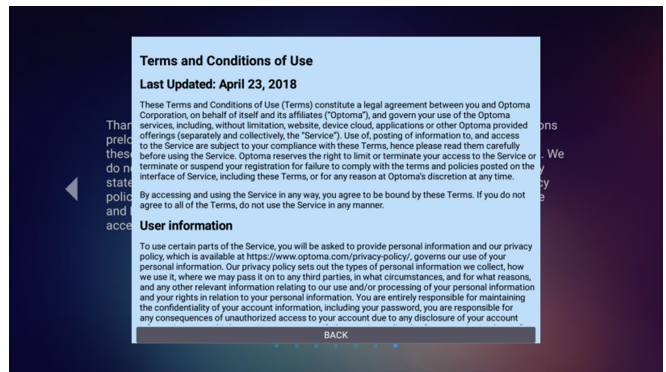 Terms and Conditions of Use
Last Updated: April 23, 2018
These Terms and Conditions of Use (Terms) constitute a legal agreement between you and Optoma
Corporation, on behalf of itself and its affiliates ("Optoma"), and govern your use of the Optoma
services, including, without limitation, website, device cloud, applications or other Optoma provided
offerings (separately and collectively, the "Service"). Use of, posting of information to, and access
to the Service are subject to your compliance with these Terms, hence please read them carefully
before using the Service. Optoma reserves the right to limit or terminate your access to the Service or
terminate or suspend your registration for failure to comply with the terms and policies posted on the
interface of Service, including these Terms, or for any reason at Optoma's discretion at any time.
By accessing and using the Service in any way, you agree to be bound by these Terms. If you do not
agree to all of the Terms, do not use the Service in any manner.
User information
To use certain parts of the Service, you will be asked to provide personal information and our privacy
policy, which is available at https://www.optoma.com/privacy-policy/, governs our use of your
personal information. Our privacy policy sets out the types of personal information we collect, how
we use it, where we may pass it on to any third parties, in what circumstances, and for what reasons,
and any other relevant information relating to our use and/or processing of your personal information
and your rights in relation to your personal information. You are entirely responsible for maintaining
the confidentiality of your account information, including your password, you are responsible for
any consequences of unauthorized access to your account due to any disclosure of your account
BACK
We